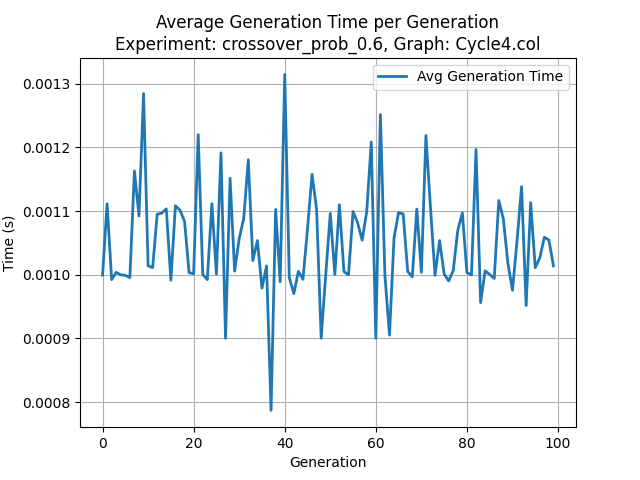 Average Generation Time per Generation
Experiment: crossover_prob_0.6, Graph: Cycle4.col
Avg Generation Time
Time (s)
0.0013
0.0012
0.0011
0.0010
0.0009
0.0008
0 20 40 60 80 100
Generation